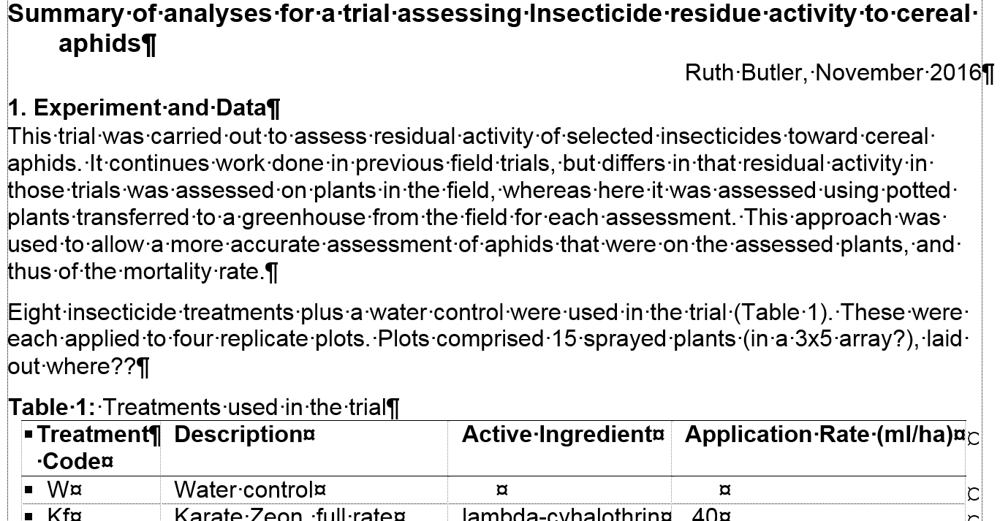 Summary of analyses for a trial assessing Insecticide residue activity to cereal
aphids¶
Ruth Butler, November 2016¶
1. Experiment and Data¶
This trial was carried out to assess residual activity of selected insecticides toward cereal
aphids. It continues work done in previous field trials, but differs in that residual activity in
those trials was assessed on plants in the field, whereas here it was assessed using potted
plants transferred to a greenhouse from the field for each assessment. This approach was
used to allow a more accurate assessment of aphids that were on the assessed plants, and
thus of the mortality rate.¶
Eight insecticide treatments plus a water control were used in the trial (Table 1). These were
each applied to four replicate plots. Plots comprised 15 sprayed plants (in a 3x5 array?), laid
out where??¶
Table 1: Treatments used in the trial¶
Treatment¶ Description¤ Active Ingredient¤ Application Rate (ml/ha)¤
Code¤
W¤ Water control¤ ¤ ¤
Kf¤ Karate Zeon, full rate¤ lambda-cyhalothrin¤ 40¤